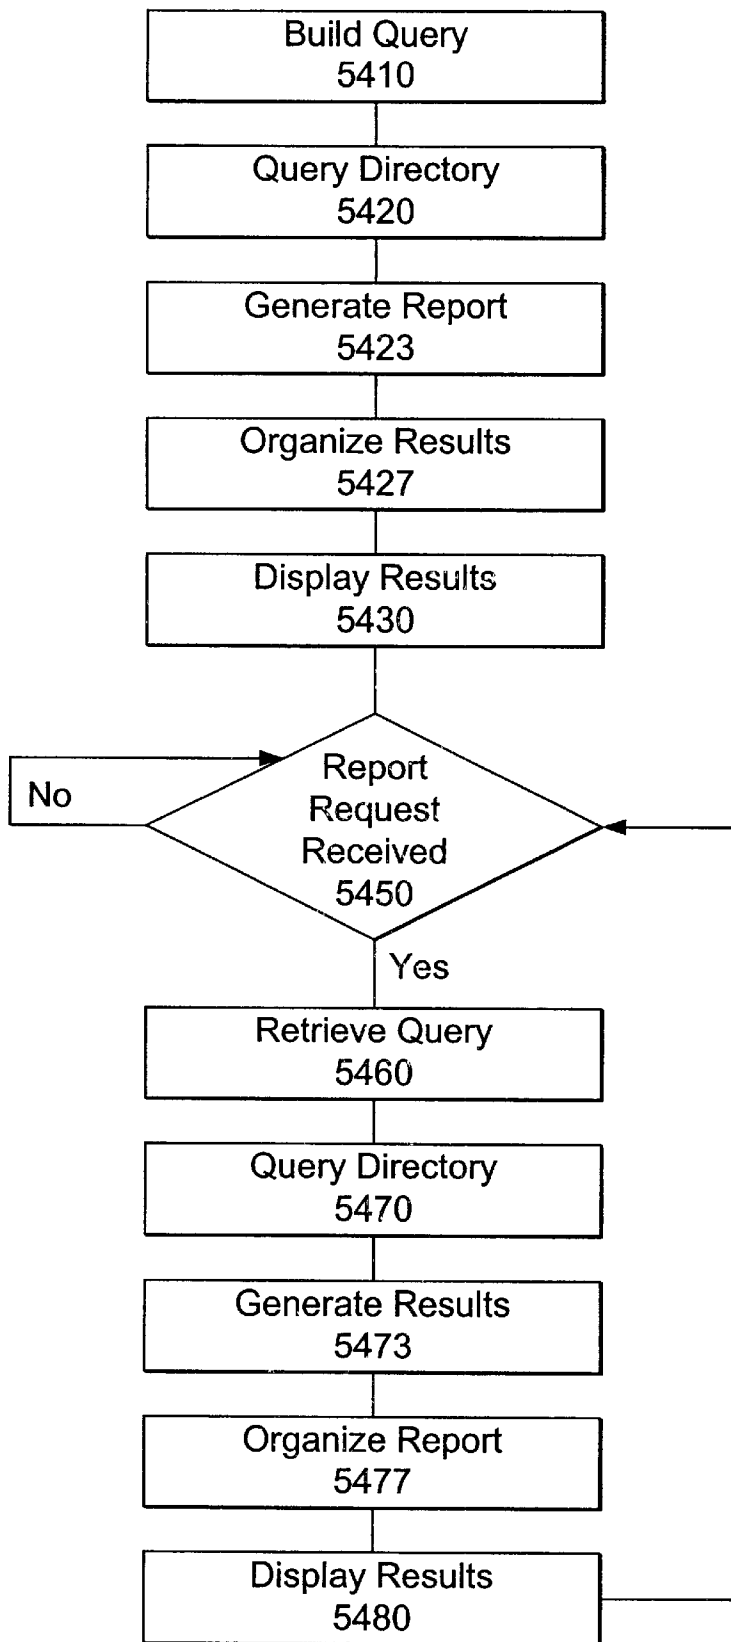 Build Query
5410
Query Directory
5420
Generate Report
5423
Organize Results
5427
Display Results
5430
Report
Request
Received
5450
No
Yes
Retrieve Query
5460
Query Directory
5470
Generate Results
5473
Organize Report
5477
Display Results
5480